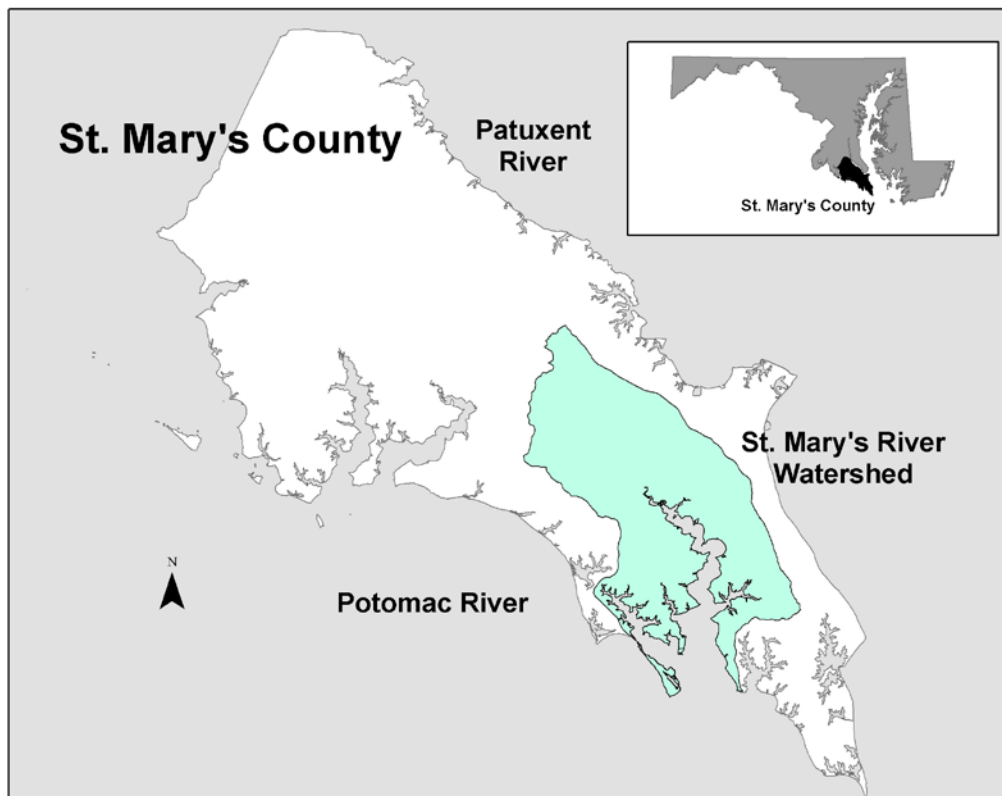 St. Mary's County
Patuxent
River
St. Mary's County
St. Mary's River
Watershed
N
Potomac River